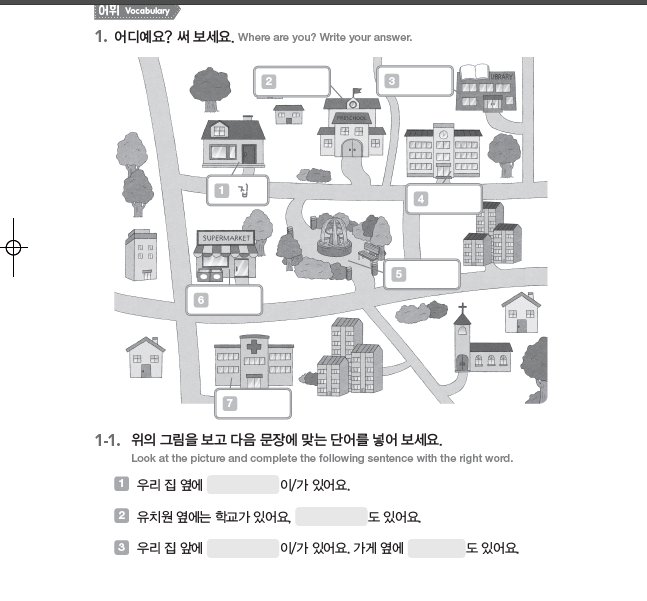 어휘 Vocabulary
1. 어디예요? 써 보세요. Where are you? Write your answer.
2
3
LIBRARY
PRESCHOOL
1 집
4
SUPERMARKET
5
6
7
1-1. 위의 그림을 보고 다음 문장에 맞는 단어를 넣어 보세요.
Look at the picture and complete the following sentence with the right word.
1 우리 집 옆에 이/가 있어요.
2 유치원 옆에는 학교가 있어요. 도 있어요.
3 우리 집 앞에 이/가 있어요. 가게 옆에 도 있어요.